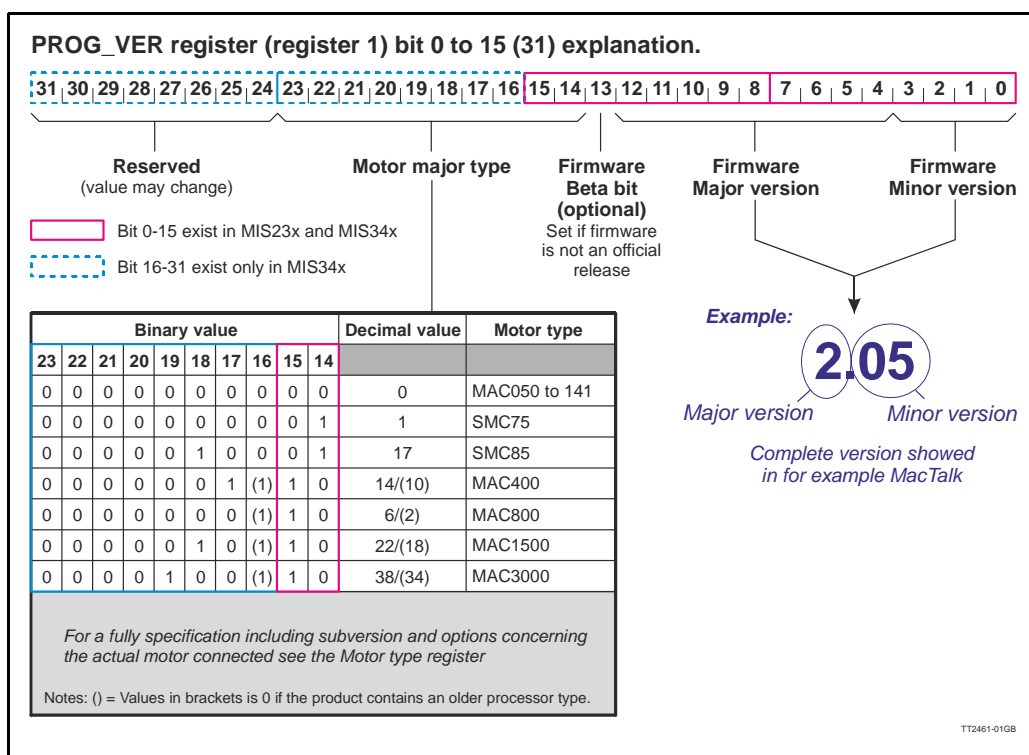 PROG_VER register (register 1) bit 0 to 15 (31) explanation.
31 30 29 28 27 26 25 24 23 22 21 20 19 18 17 16 15 14 13 12 11 10 9 8 7 6 5 4 3 2 1 0
Reserved
(value may change)
Motor major type
Firmware
Beta bit
(optional)
Set if firmware
is not an official
release
Firmware
Major version
Firmware
Minor version
Bit 0-15 exist in MIS23x and MIS34x
Bit 16-31 exist only in MIS34x
Binary value Decimal value Motor type
23 22 21 20 19 18 17 16 15 14
0 0 0 0 0 0 0 0 0 0 0 MAC050 to 141
0 0 0 0 0 0 0 0 0 1 1 SMC75
0 0 0 0 0 1 0 0 0 1 17 SMC85
0 0 0 0 0 0 1 (1) 1 0 14/(10) MAC400
0 0 0 0 0 0 0 (1) 1 0 6/(2) MAC800
0 0 0 0 0 1 0 (1) 1 0 22/(18) MAC1500
0 0 0 0 1 0 0 (1) 1 0 38/(34) MAC3000
For a fully specification including subversion and options concerning
the actual motor connected see the Motor type register
Notes: () = Values in brackets is 0 if the product contains an older processor type.
Example:
2.05
Major version
Minor version
Complete version showed
in for example MacTalk
TT2461-01GB